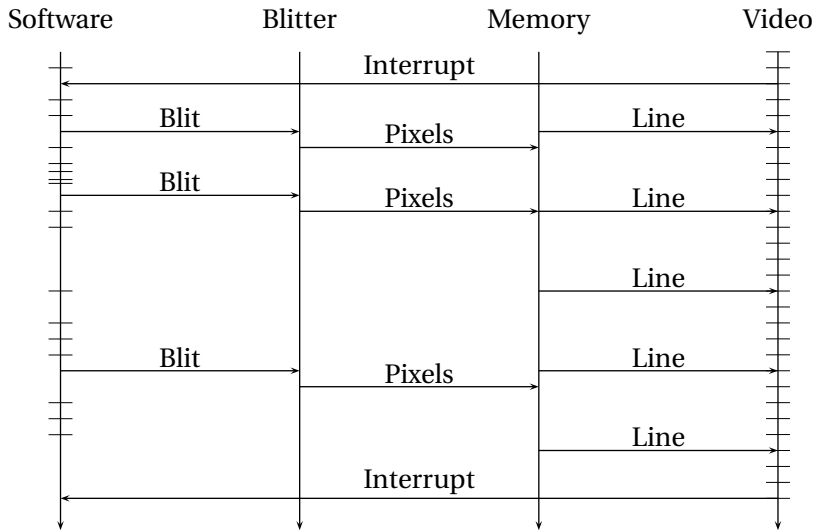 Software Blitter Memory Video
Interrupt
Blit Line
Pixels
Blit
Pixels Line
Line
Blit Line
Pixels
Line
Interrupt